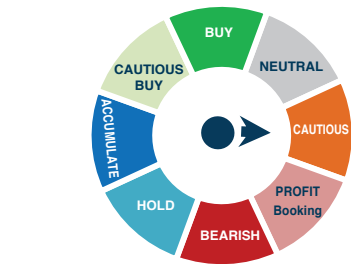 BUY
NEUTRAL
CAUTIOUS
PROFIT
Booking
BEARISH
HOLD
ACCUMULATE
CAUTIOUS
BUY